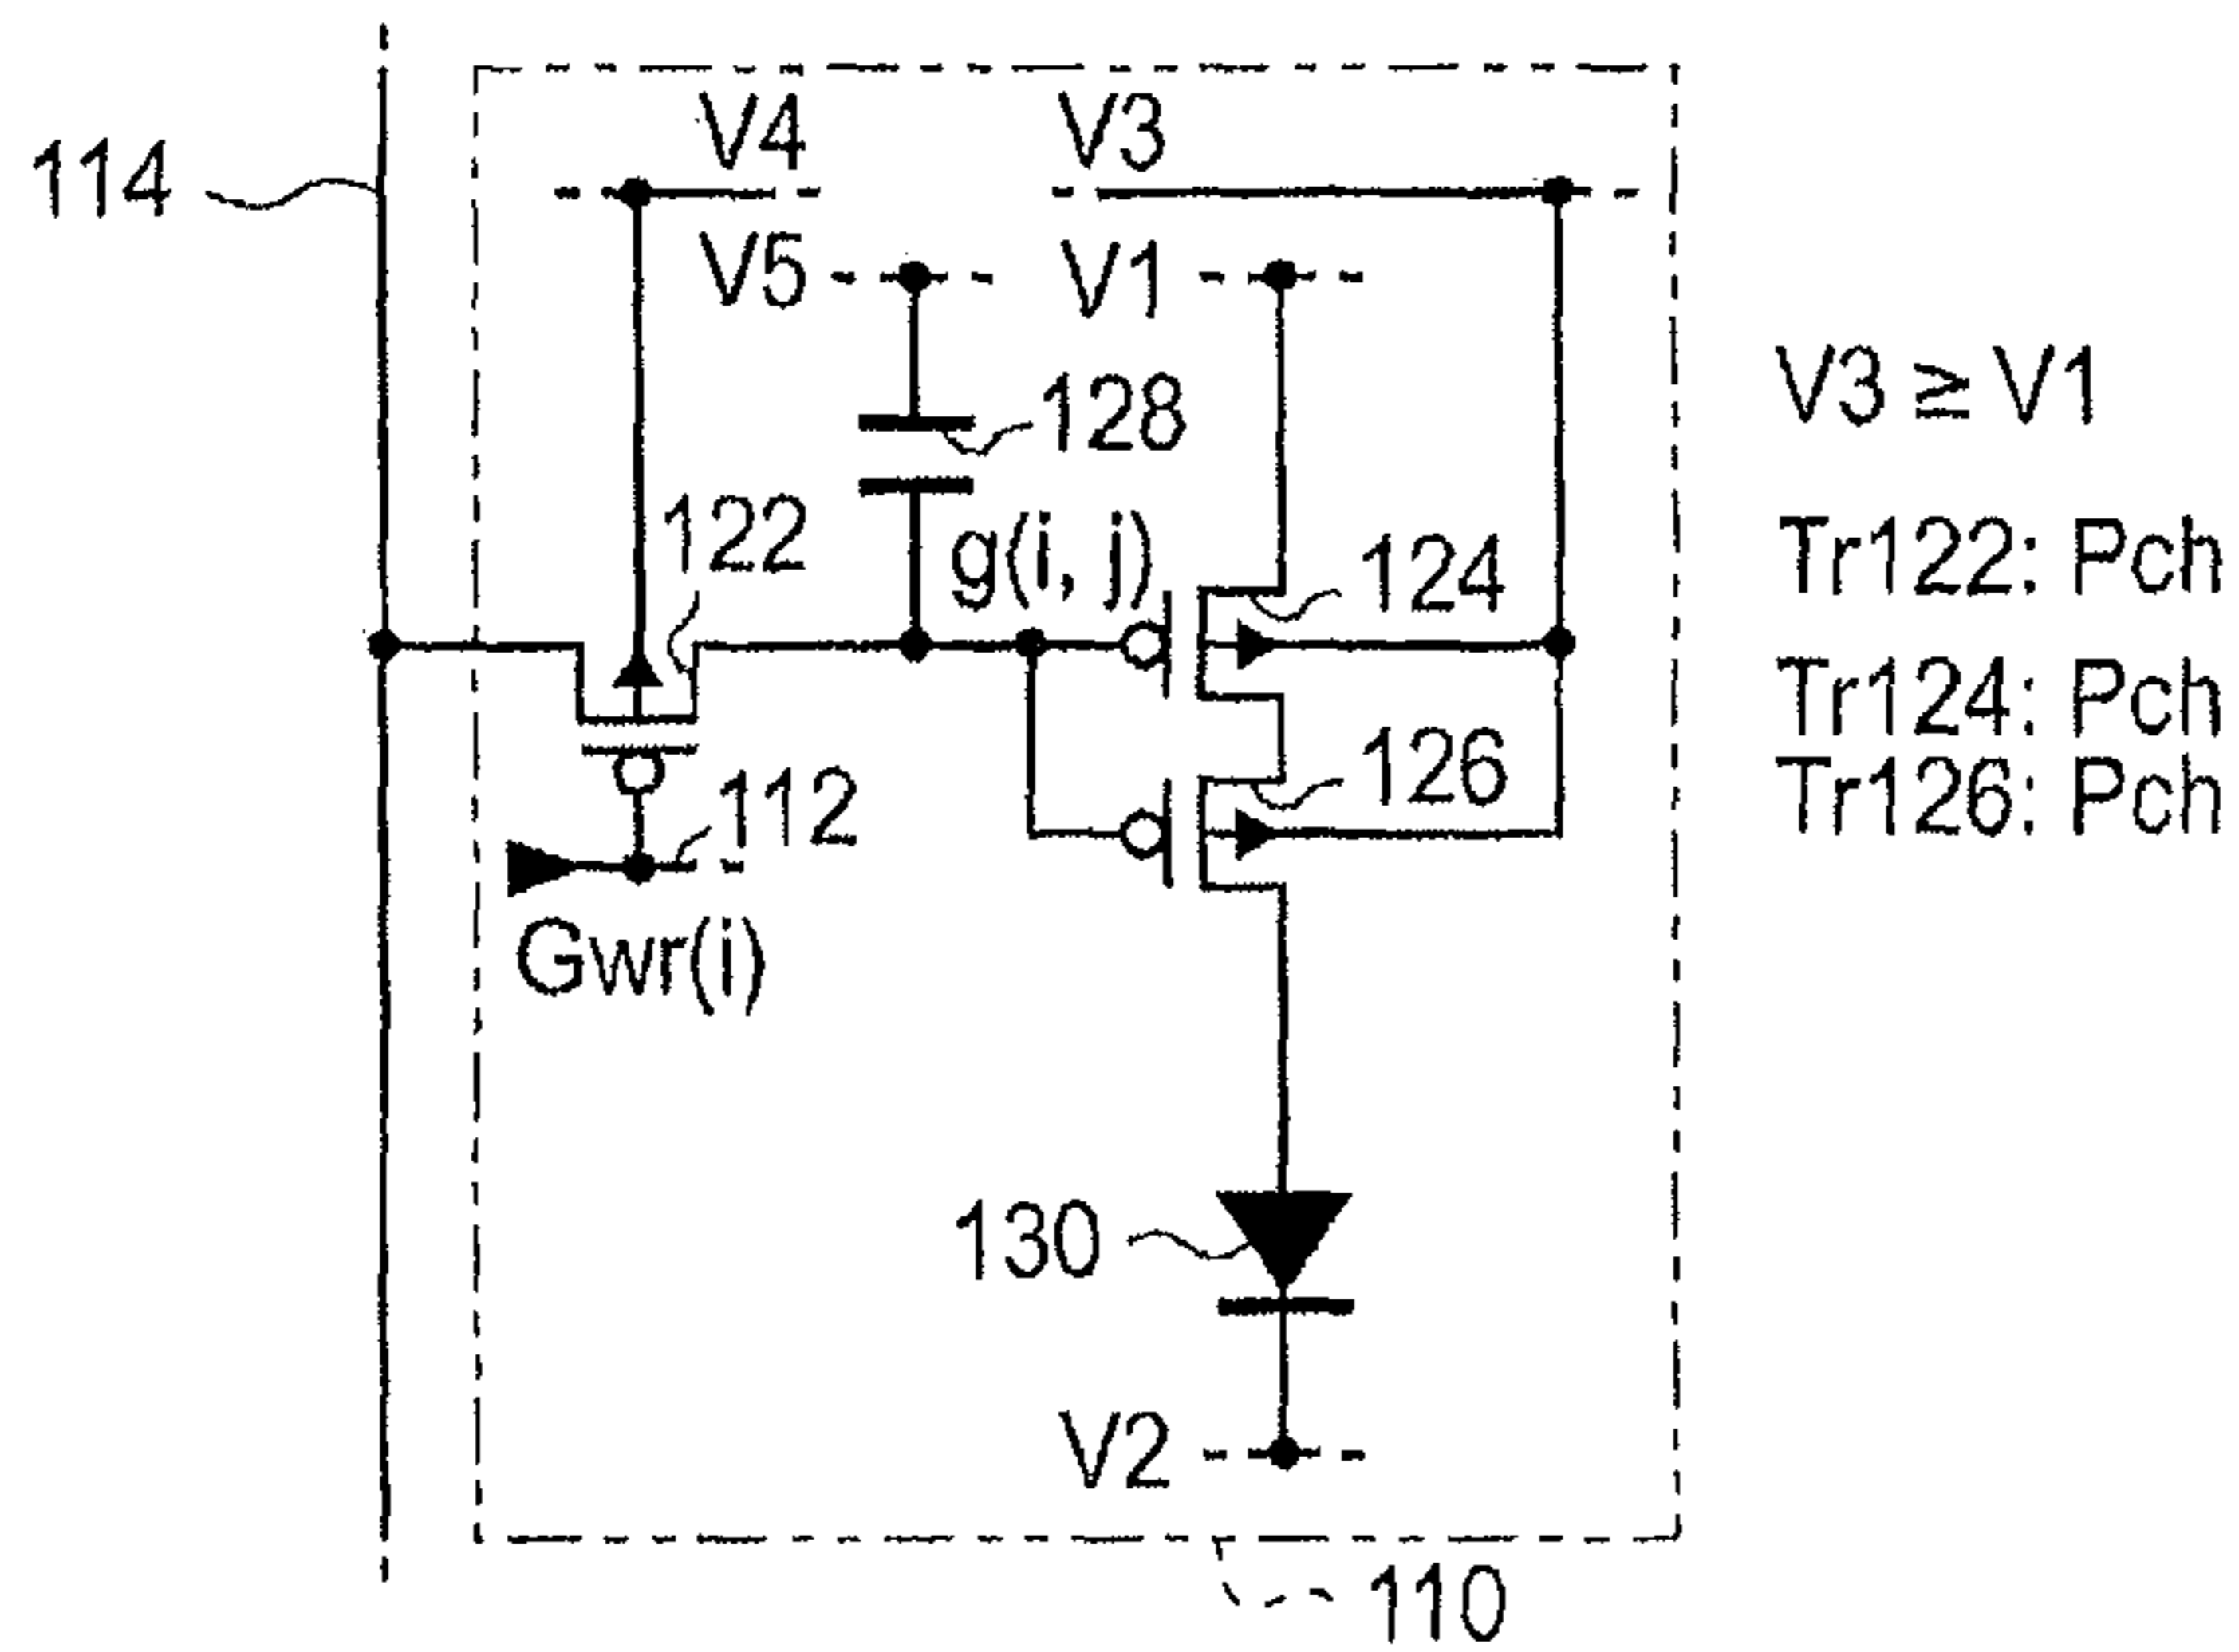 V4
V3
114
V5
V1
V3 ≧ V1
128
122
g(i, j)
124
Tr122: Pch
Tr124: Pch
126
112
Tr126: Pch
Gwr(i)
130
V2
110